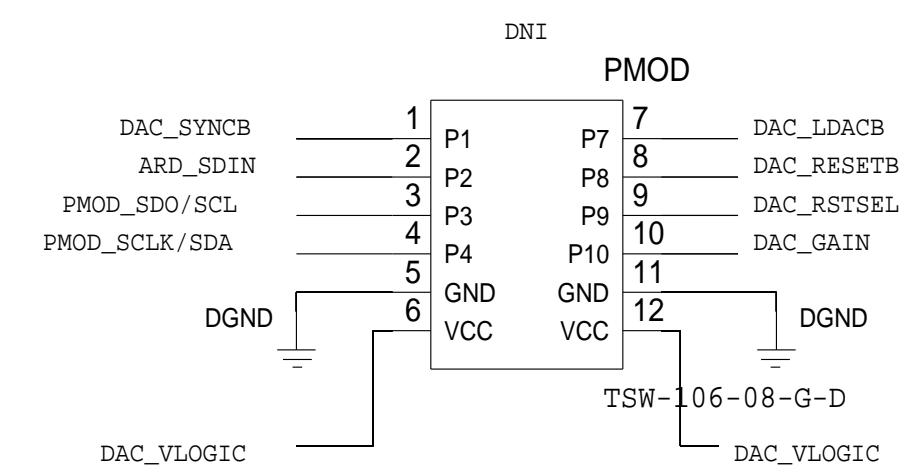 DNI
PMOD
DAC_SYNCB 1 P1 P7 7 DAC_LDACB
ARD_SDIN 2 P2 P8 8 DAC_RESETB
PMOD_SDO/SCL 3 P3 P9 9 DAC_RSTSEL
PMOD_SCLK/SDA 4 P4 P10 10 DAC_GAIN
DGND 5 GND GND 11 DGND
6 VCC VCC 12
TSW-106-08-G-D
DAC_VLOGIC DAC_VLOGIC